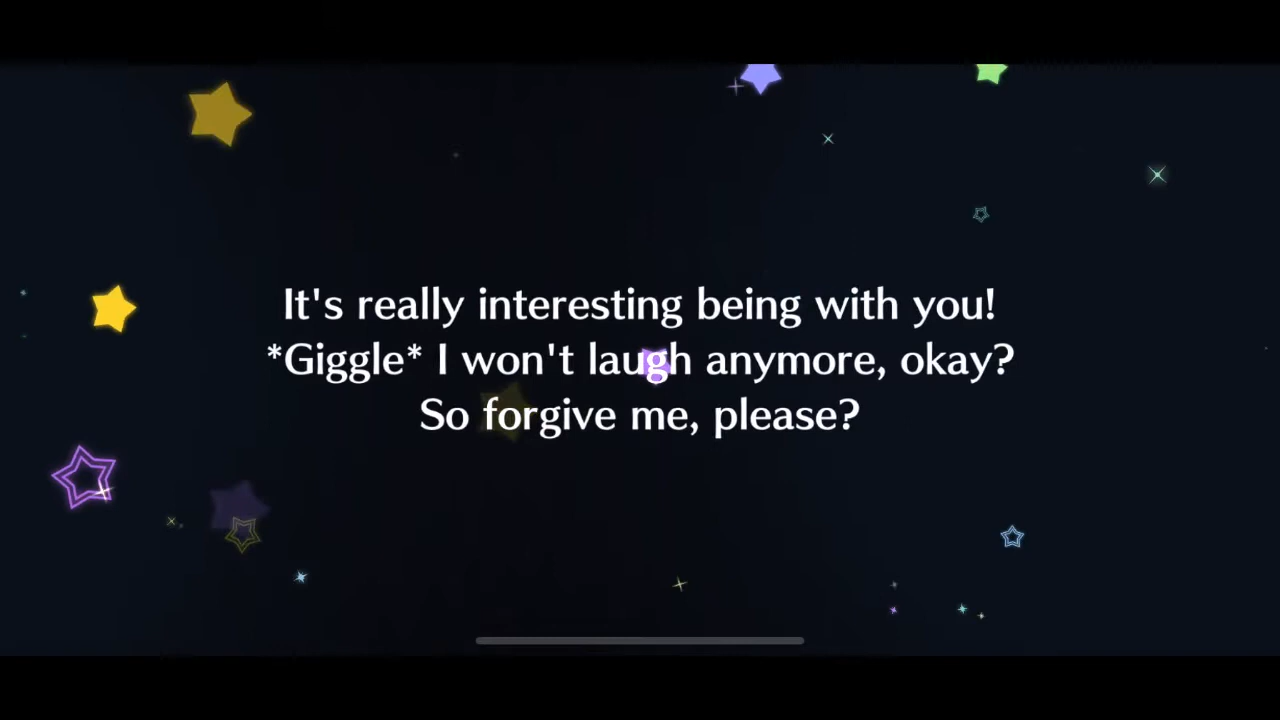 It's really interesting being with you!
*Giggle* I won't laugh anymore, okay?
So forgive me, please?